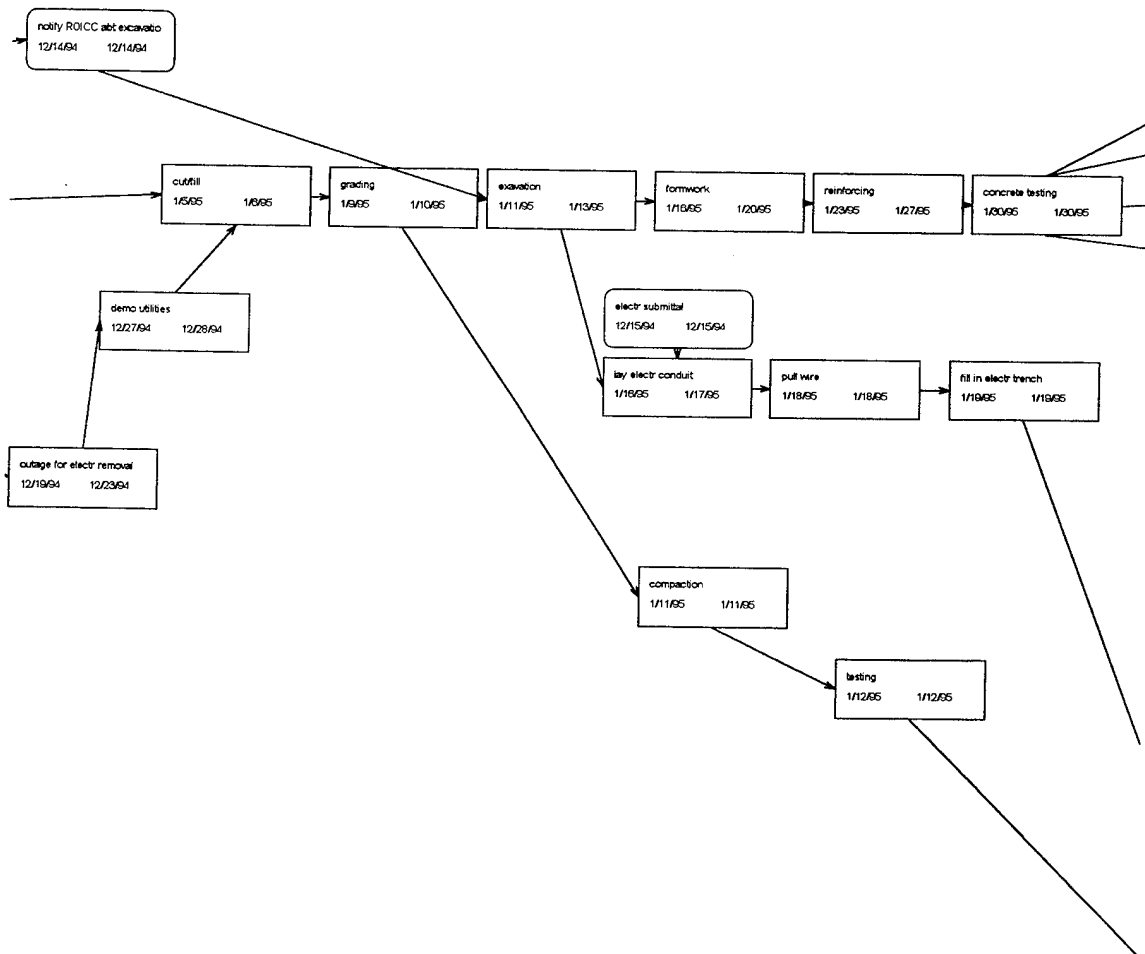 notify ROICC abt excavatio
12/14/94 12/14/94
cut/fill
1/5/95 1/6/95
grading
1/9/95 1/10/95
exavation
1/11/95 1/13/95
formwork
1/16/95 1/20/95
reinforcing
1/23/95 1/27/95
concrete testing
1/30/95 1/30/95
demo utilities
12/27/94 12/28/94
electr submittal
12/15/94 12/15/94
lay electr conduit
1/16/95 1/17/95
pull wire
1/18/95 1/18/95
fill in electr trench
1/19/95 1/19/95
outage for electr removal
12/19/94 12/23/94
compaction
1/11/95 1/11/95
testing
1/12/95 1/12/95